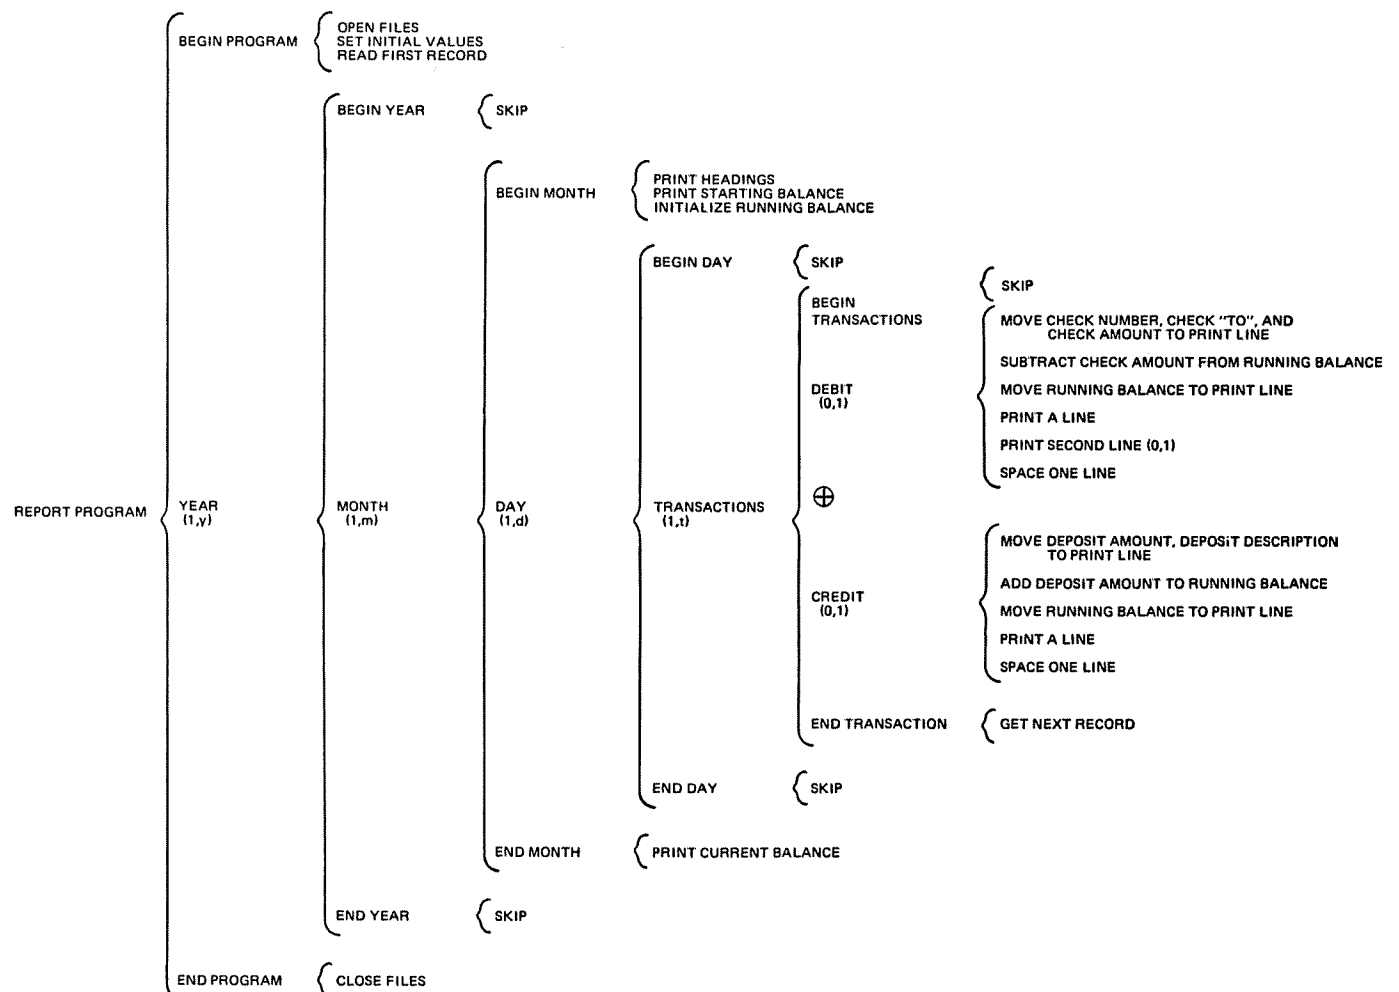 OPEN FILES
BEGIN PROGRAM
SET INITIAL VALUES
READ FIRST RECORD
BEGIN YEAR
SKIP
PRINT HEADINGS
BEGIN MONTH
PRINT STARTING BALANCE
INITIALIZE RUNNING BALANCE
BEGIN DAY
SKIP
SKIP
BEGIN
TRANSACTIONS
MOVE CHECK NUMBER, CHECK "TO", AND
CHECK AMOUNT TO PRINT LINE
SUBTRACT CHECK AMOUNT FROM RUNNING BALANCE
DEBIT
(0,1)
MOVE RUNNING BALANCE TO PRINT LINE
PRINT A LINE
PRINT SECOND LINE (0,1)
SPACE ONE LINE
REPORT PROGRAM
YEAR
(1,y)
MONTH
(1,m)
DAY
(1,d)
TRANSACTIONS
(1,t)
⊕
MOVE DEPOSIT AMOUNT, DEPOSIT DESCRIPTION
TO PRINT LINE
ADD DEPOSIT AMOUNT TO RUNNING BALANCE
CREDIT
(0,1)
MOVE RUNNING BALANCE TO PRINT LINE
PRINT A LINE
SPACE ONE LINE
END TRANSACTION
GET NEXT RECORD
END DAY
SKIP
END MONTH
PRINT CURRENT BALANCE
END YEAR
SKIP
END PROGRAM
CLOSE FILES